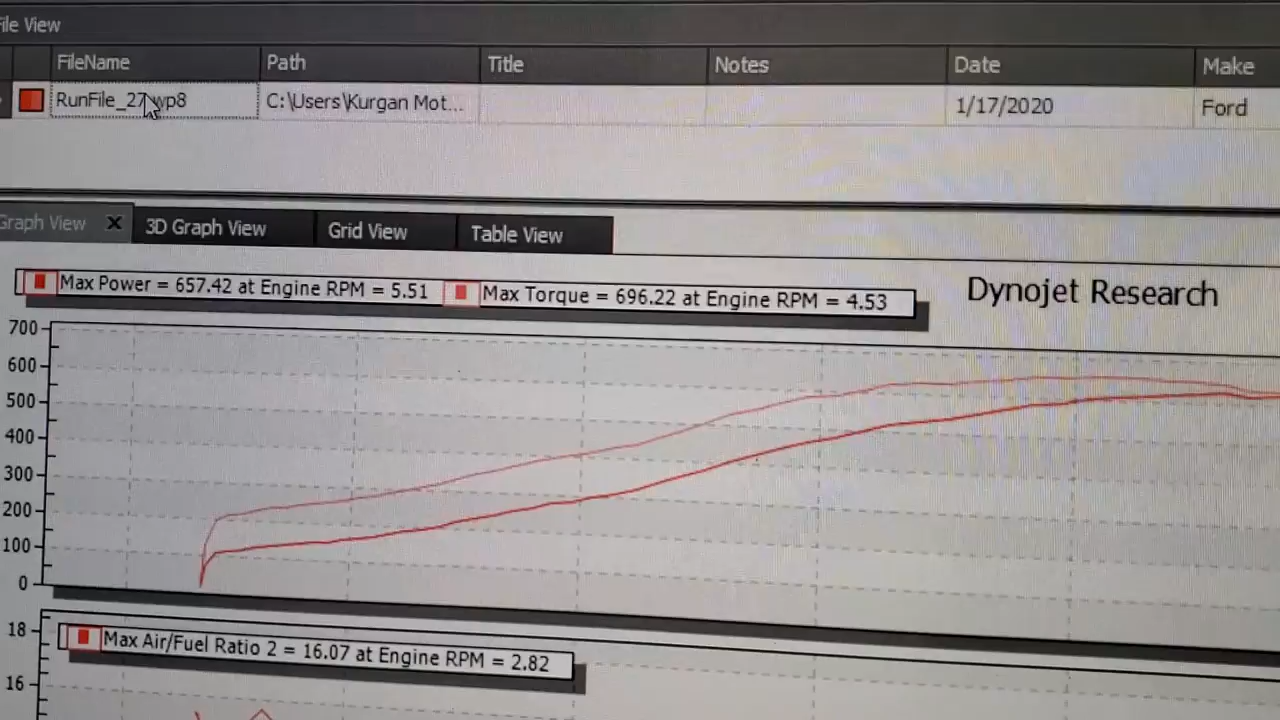 File View
FileName Path Title Notes Date Make
C:\Users\Kurgan Mot... 1/17/2020 Ford
Graph View X 3D Graph View Grid View Table View
Max Power = 657.42 at Engine RPM = 5.51 Max Torque = 696.22 at Engine RPM = 4.53 Dynojet Research
700
600
500
400
300
200
100
0
18
Max Air/Fuel Ratio 2 = 16.07 at Engine RPM = 2.82
16